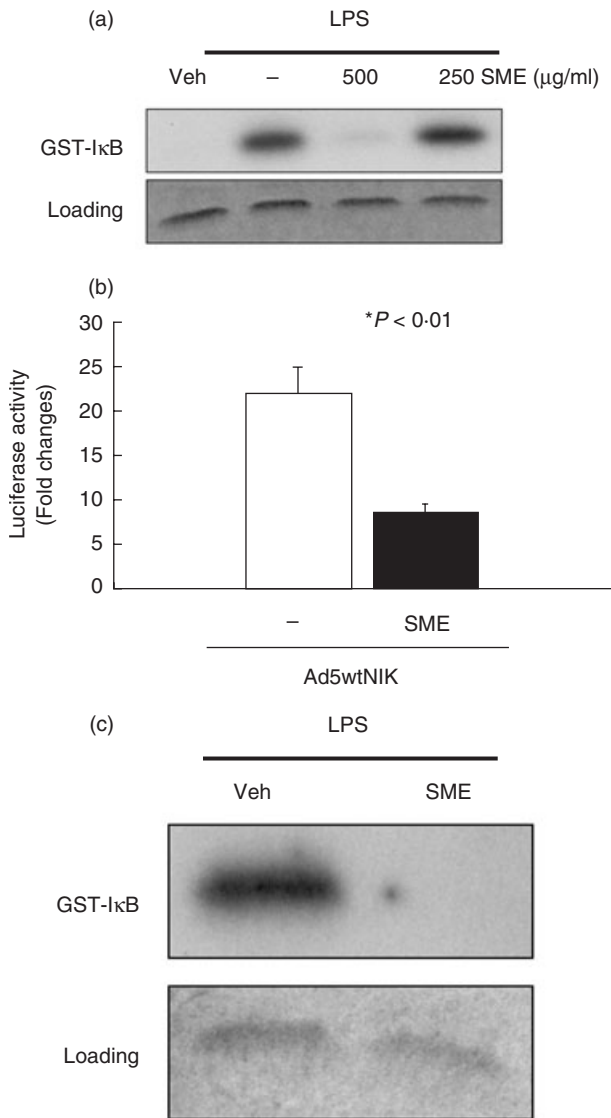 (a)
LPS
Veh – 500 250 SME (μg/ml)
GST-IκB
Loading
(b)
*P < 0·01
Luciferase activity
(Fold changes)
30
25
20
15
10
5
0
– SME
Ad5wtNIK
(c)
LPS
Veh SME
GST-IκB
Loading